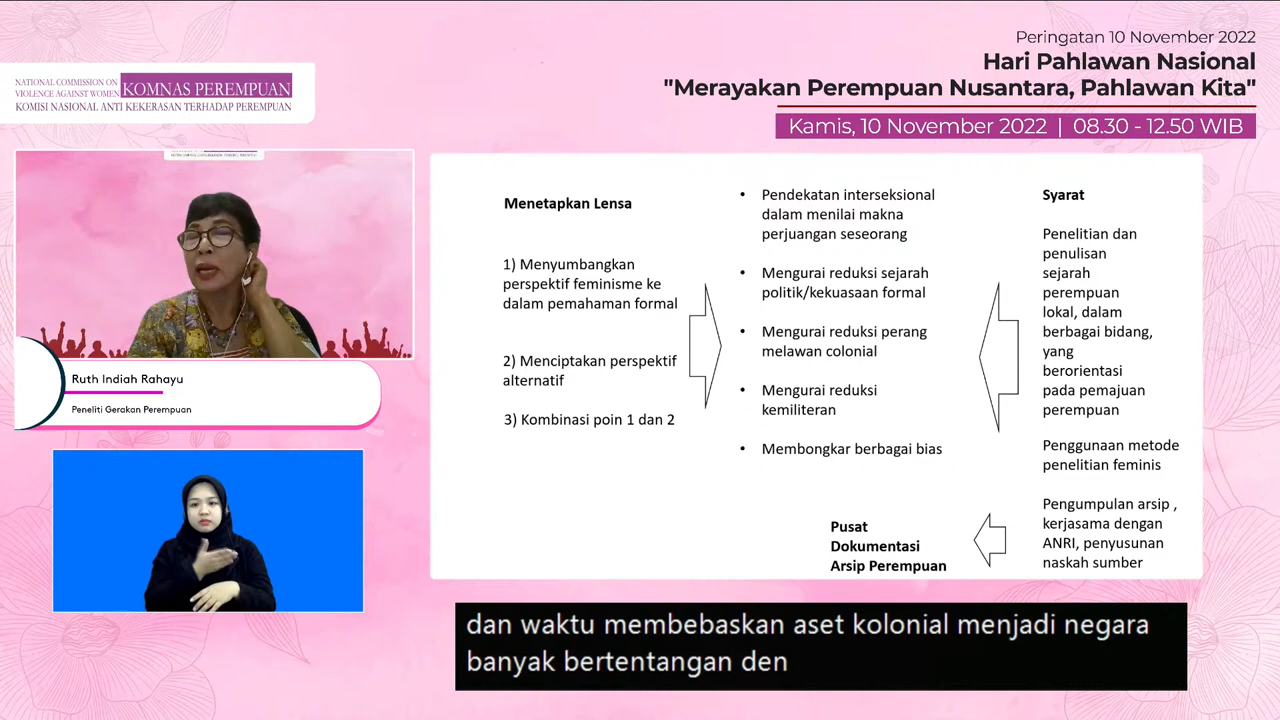 Peringatan 10 November 2022
Hari Pahlawan Nasional
"Merayakan Perempuan Nusantara, Pahlawan Kita"
Kamis, 10 November 2022 | 08.30 - 12.50 WIB
NATIONAL COMMISSION ON
VIOLENCE AGAINST WOMEN
KOMNAS PEREMPUAN
KOMISI NASIONAL ANTI KEKERASAN TERHADAP PEREMPUAN
Ruth Indiah Rahayu
Peneliti Gerakan Perempuan
Menetapkan Lensa
1) Menyumbangkan
perspektif feminisme ke
dalam pemahaman formal
2) Menciptakan perspektif
alternatif
3) Kombinasi poin 1 dan 2
• Pendekatan interseksional
dalam menilai makna
perjuangan seseorang
• Mengurai reduksi sejarah
politik/kekuasaan formal
• Mengurai reduksi perang
melawan colonial
• Mengurai reduksi
kemiliteran
• Membongkar berbagai bias
Syarat
Penelitian dan
penulisan
sejarah
perempuan
lokal, dalam
berbagai bidang,
yang
berorientasi
pada pemajuan
perempuan
Penggunaan metode
penelitian feminis
Pengumpulan arsip ,
kerjasama dengan
ANRI, penyusunan
naskah sumber
Pusat
Dokumentasi
Arsip Perempuan
dan waktu membebaskan aset kolonial menjadi negara
banyak bertentangan den